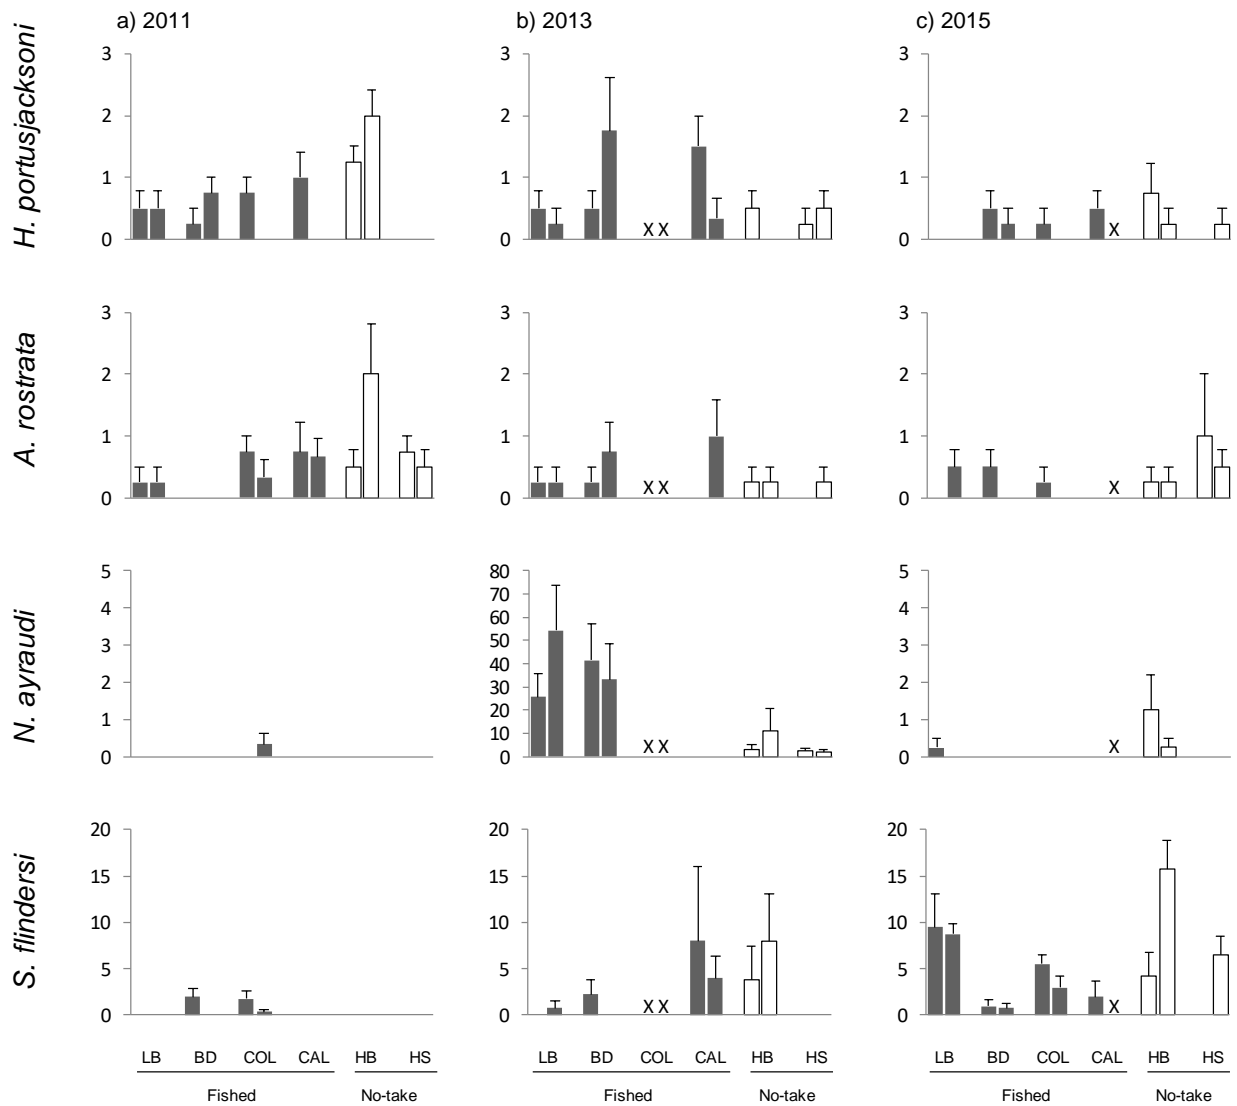 a) 2011 b) 2013 c) 2015
H. portusjacksoni
3 3 3
2 2 2
1 1 1
0 0 X X 0 X
A. rostrata
3 3 3
2 2 2
1 1 1
0 0 X X 0 X
N. ayraudi
5 80 5
70
4 60 4
50
3 3
40
2 30 2
20
1 1
10
0 0 X X 0 X
S. flindersi
20 20 20
15 15 15
10 10 10
5 5 5
0 0 X X 0 X
LB BD COL CAL HB HS LB BD COL CAL HB HS LB BD COL CAL HB HS
Fished No-take Fished No-take Fished No-take